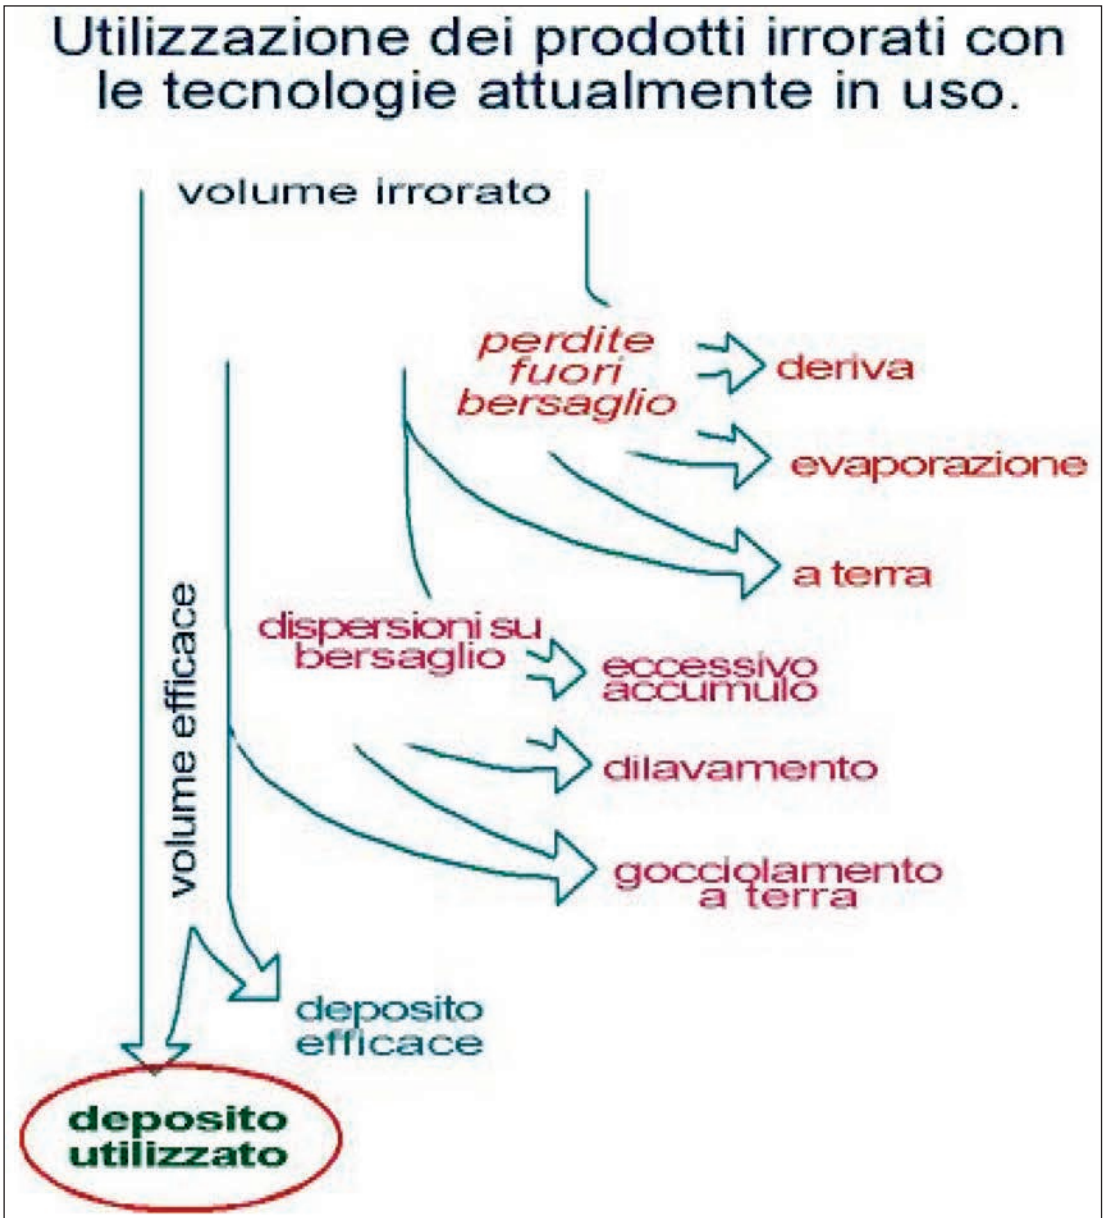 Utilizzazione dei prodotti irrorati con
le tecnologie attualmente in uso.
volume irrorato
perdite
fuori
bersaglio
deriva
evaporazione
a terra
dispersioni su
bersaglio
eccessivo
accumulo
dilavamento
gocciolamento
a terra
volume efficace
deposito
efficace
deposito
utilizzato